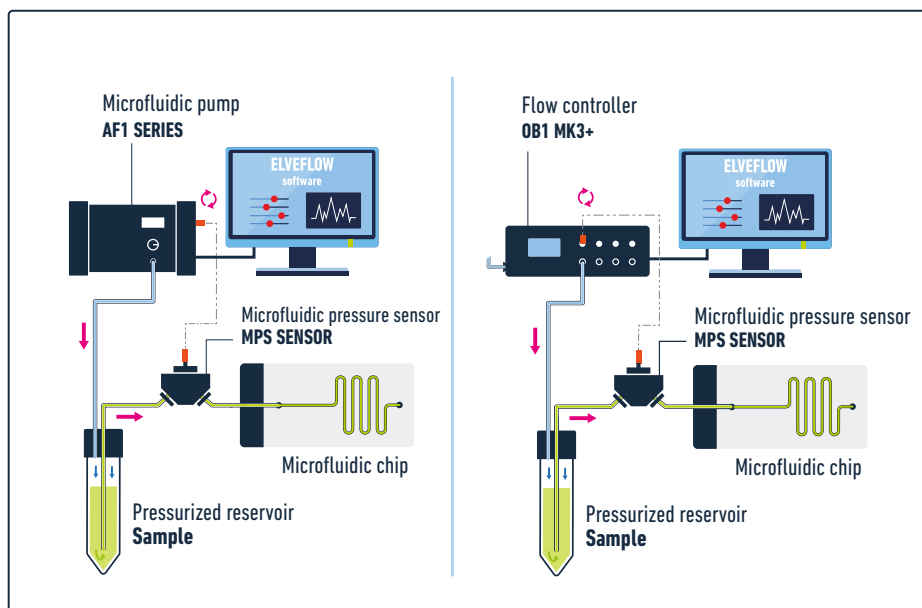 Microfluidic pump
AF1 SERIES
ELVEFLOW
software
Microfluidic pressure sensor
MPS SENSOR
Microfluidic chip
Pressurized reservoir
Sample
Flow controller
OB1 MK3+
ELVEFLOW
software
Microfluidic pressure sensor
MPS SENSOR
Microfluidic chip
Pressurized reservoir
Sample